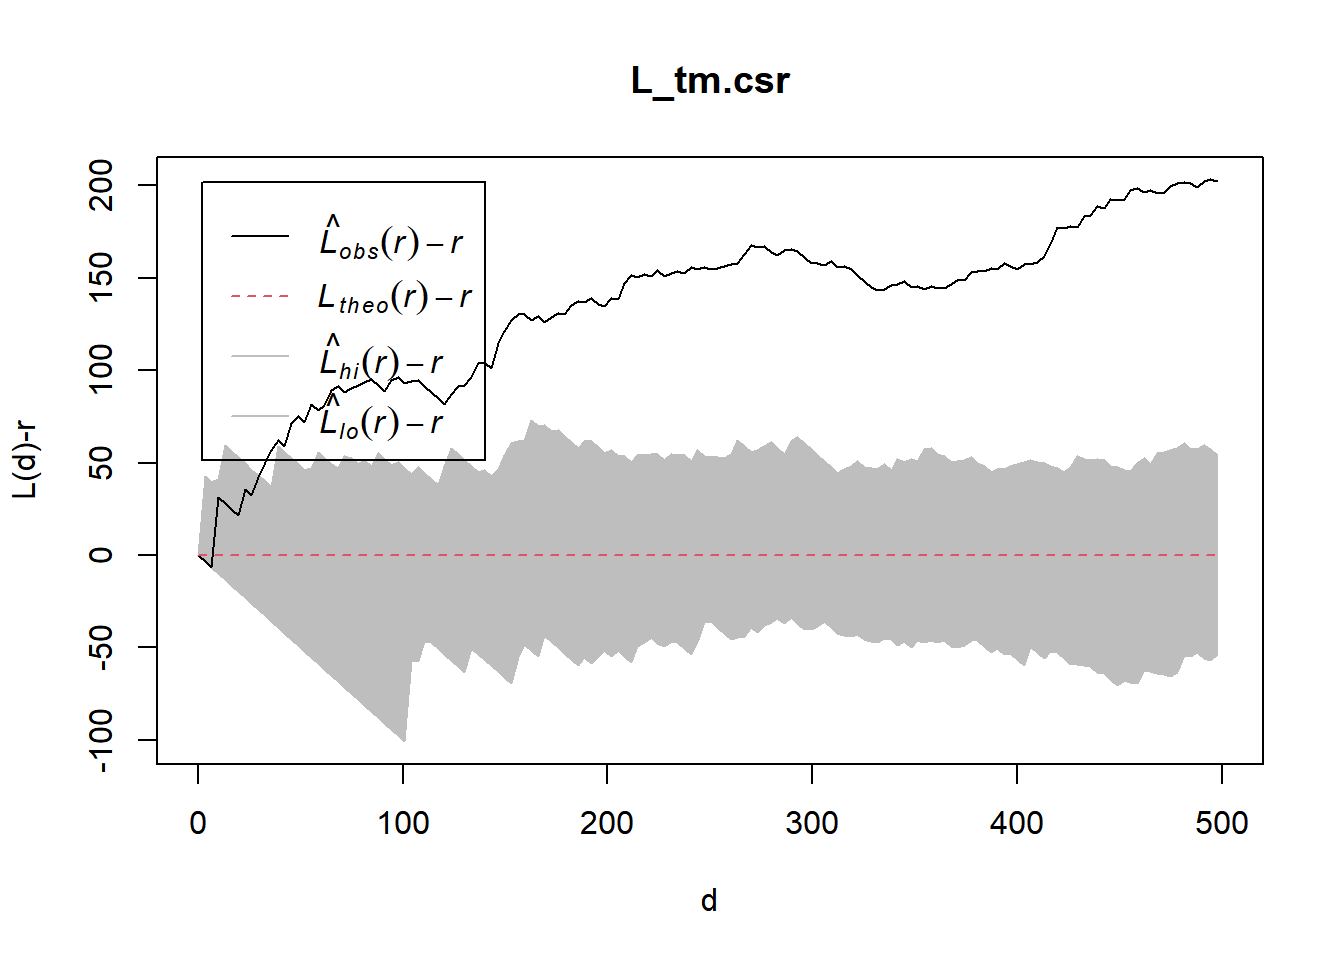 L_tm.csr
L(d)-r
200
150
100
50
0
-50
-100
L̂obs(r) − r
Ltheo(r) − r
L̂hi(r) − r
L̂lo(r) − r
0 100 200 300 400 500
d